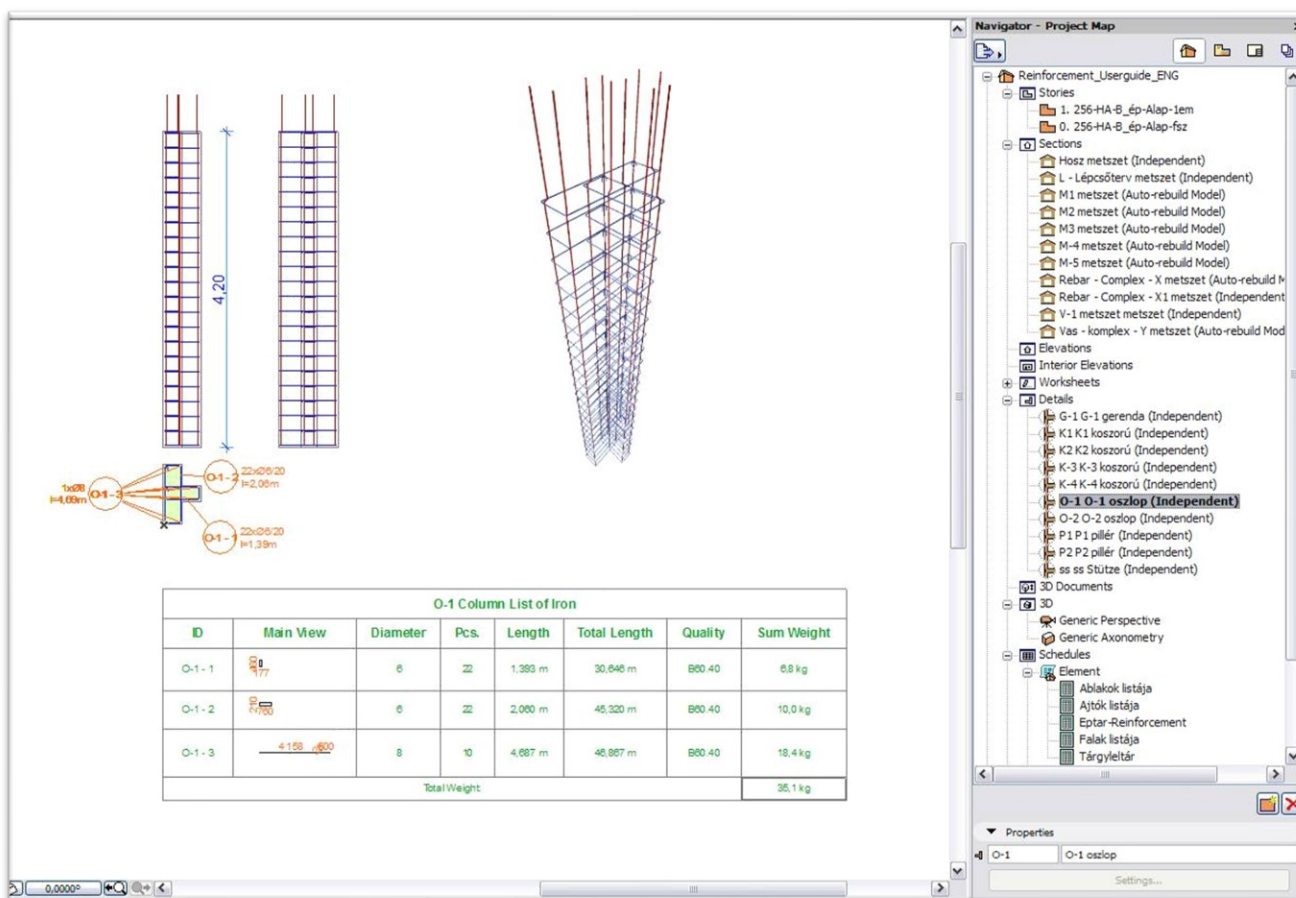 Navigator - Project Map
Reinforcement_Userguide_ENG
Stories
1. 256-HA-B_ép-Alap-1em
0. 256-HA-B_ép-Alap-fsz
Sections
Hosz metszet (Independent)
L - Lépcsőterv metszet (Independent)
M1 metszet (Auto-rebuild Model)
M2 metszet (Auto-rebuild Model)
M3 metszet (Auto-rebuild Model)
M-4 metszet (Auto-rebuild Model)
M-5 metszet (Auto-rebuild Model)
Rebar - Complex - X metszet (Auto-rebuild M
Rebar - Complex - X1 metszet (Independent
V-1 metszet metszet (Independent)
Vas - komplex - Y metszet (Auto-rebuild Mod
Elevations
Interior Elevations
Worksheets
Details
G-1 G-1 gerenda (Independent)
K1 K1 koszorú (Independent)
K2 K2 koszorú (Independent)
K-3 K-3 koszorú (Independent)
K-4 K-4 koszorú (Independent)
O-1 O-1 oszlop (Independent)
O-2 O-2 oszlop (Independent)
P1 P1 pillér (Independent)
P2 P2 pillér (Independent)
ss ss Stütze (Independent)
3D Documents
3D
Generic Perspective
Generic Axonometry
Schedules
Element
Ablakok listája
Ajtók listája
Eptar-Reinforcement
Falak listája
Tárgyleltár
Properties
O-1 O-1 oszlop
Settings...
4,20
O-1 - 2 22xØ6/20
l=2,06m
1xØ8
l=4,69m O-1 - 3
O-1 - 1 22xØ6/20
l=1,39m
O-1 Column List of Iron
ID Main View Diameter Pcs. Length Total Length Quality Sum Weight
O-1 - 1 177 6 22 1,393 m 30,646 m B60.40 6,8 kg
O-1 - 2 210 760 6 22 2,060 m 45,320 m B60.40 10,0 kg
O-1 - 3 4 158 600 8 10 4,687 m 46,867 m B60.40 18,4 kg
Total Weight 35,1 kg
0,0000°